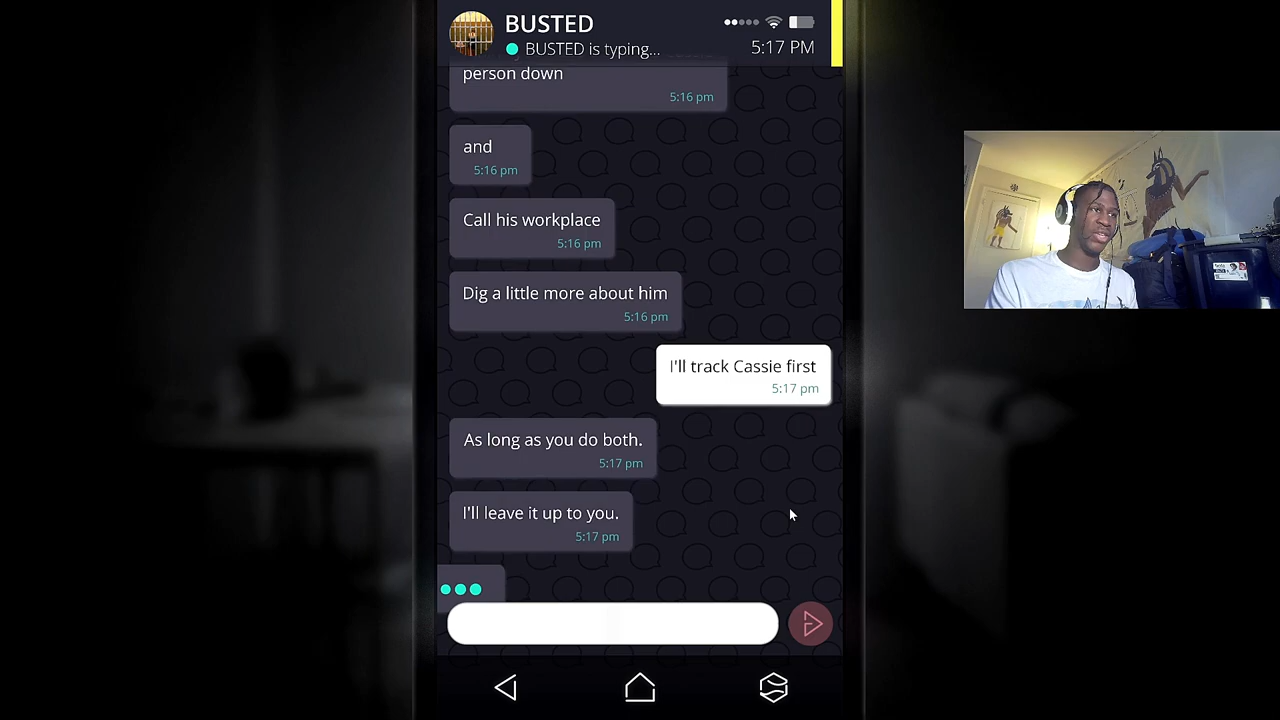 BUSTED
BUSTED is typing...
5:17 PM
person down
5:16 pm
and
5:16 pm
Call his workplace
5:16 pm
Dig a little more about him
5:16 pm
I'll track Cassie first
5:17 pm
As long as you do both.
5:17 pm
I'll leave it up to you.
5:17 pm